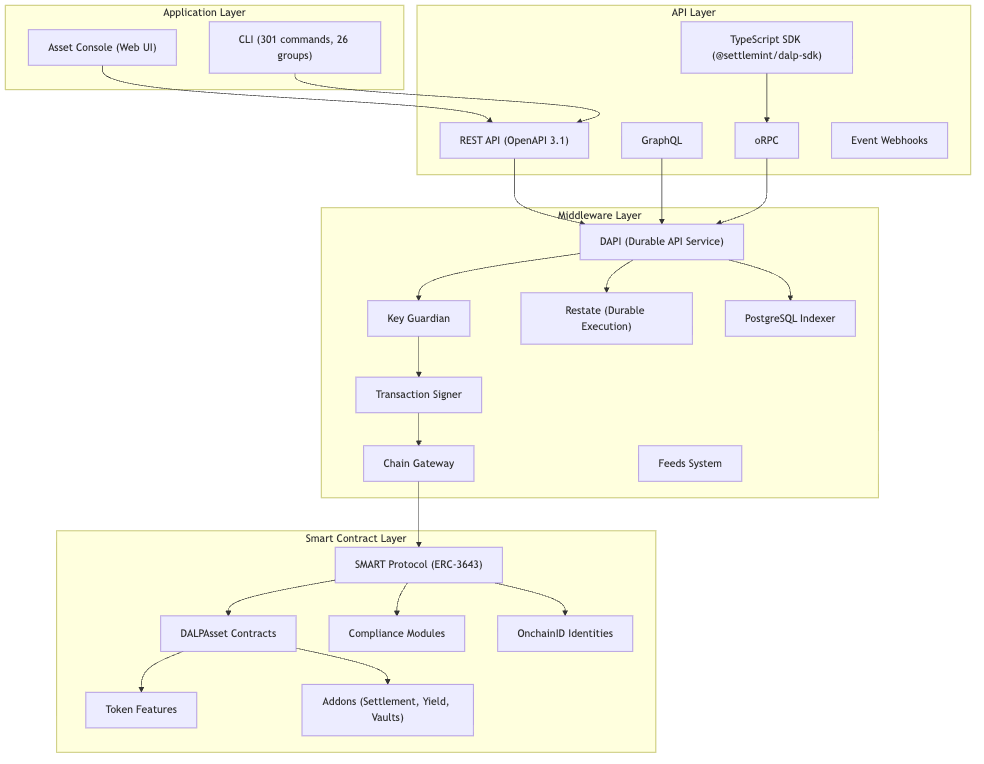 Application Layer
Asset Console (Web UI)
CLI (301 commands, 26
groups)
API Layer
TypeScript SDK
(@settlemint/dalp-sdk)
REST API (OpenAPI 3.1)
GraphQL
oRPC
Event Webhooks
Middleware Layer
DAPI (Durable API Service)
Key Guardian
Restate (Durable
Execution)
PostgreSQL Indexer
Transaction Signer
Chain Gateway
Feeds System
Smart Contract Layer
SMART Protocol (ERC-3643)
DALPAsset Contracts
Compliance Modules
OnchainID Identities
Token Features
Addons (Settlement, Yield,
Vaults)